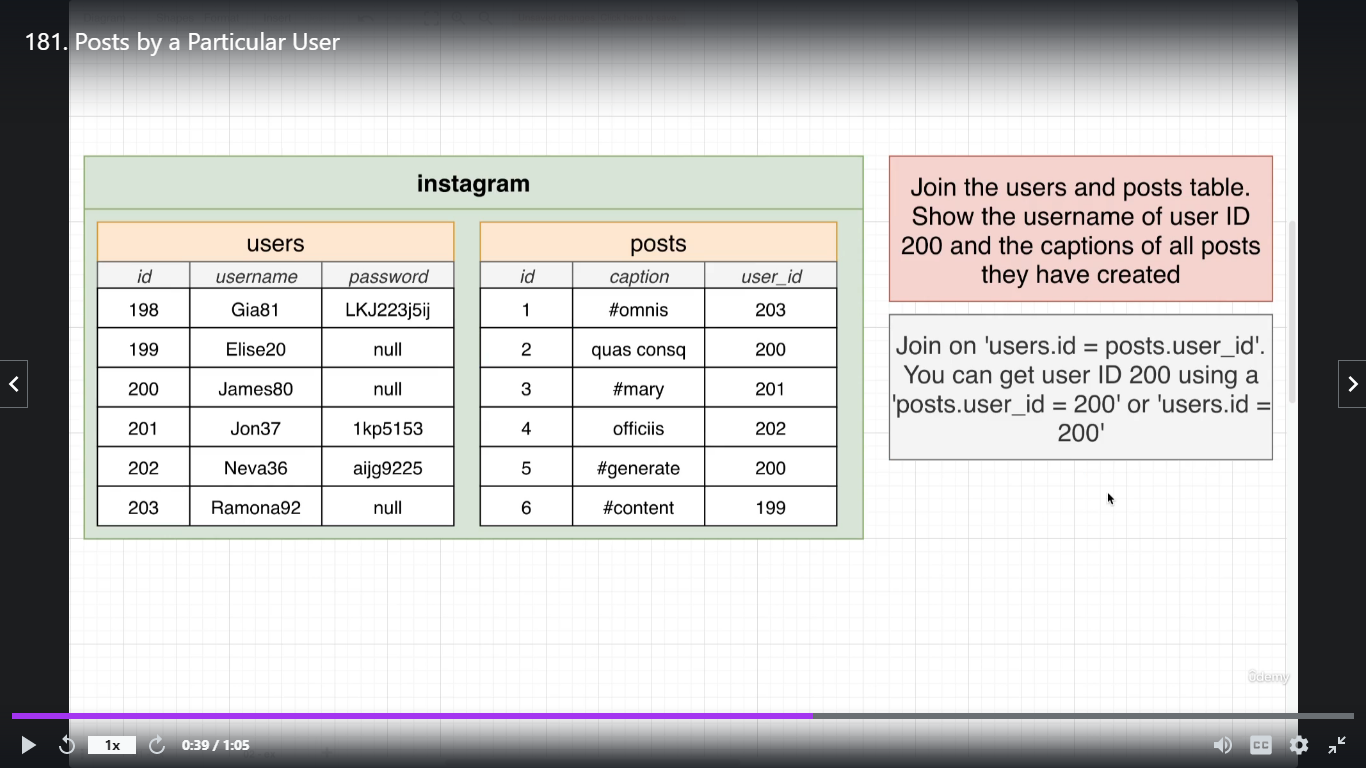 181. Posts by a Particular User
instagram
users
id username password
198 Gia81 LKJ223j5ij
199 Elise20 null
200 James80 null
201 Jon37 1kp5153
202 Neva36 aijg9225
203 Ramona92 null
posts
id caption user_id
1 #omnis 203
2 quas consq 200
3 #mary 201
4 officiis 202
5 #generate 200
6 #content 199
Join the users and posts table.
Show the username of user ID
200 and the captions of all posts
they have created
Join on 'users.id = posts.user_id'.
You can get user ID 200 using a
'posts.user_id = 200' or 'users.id =
200'
ûdemy
1x 0:39 / 1:05 CC